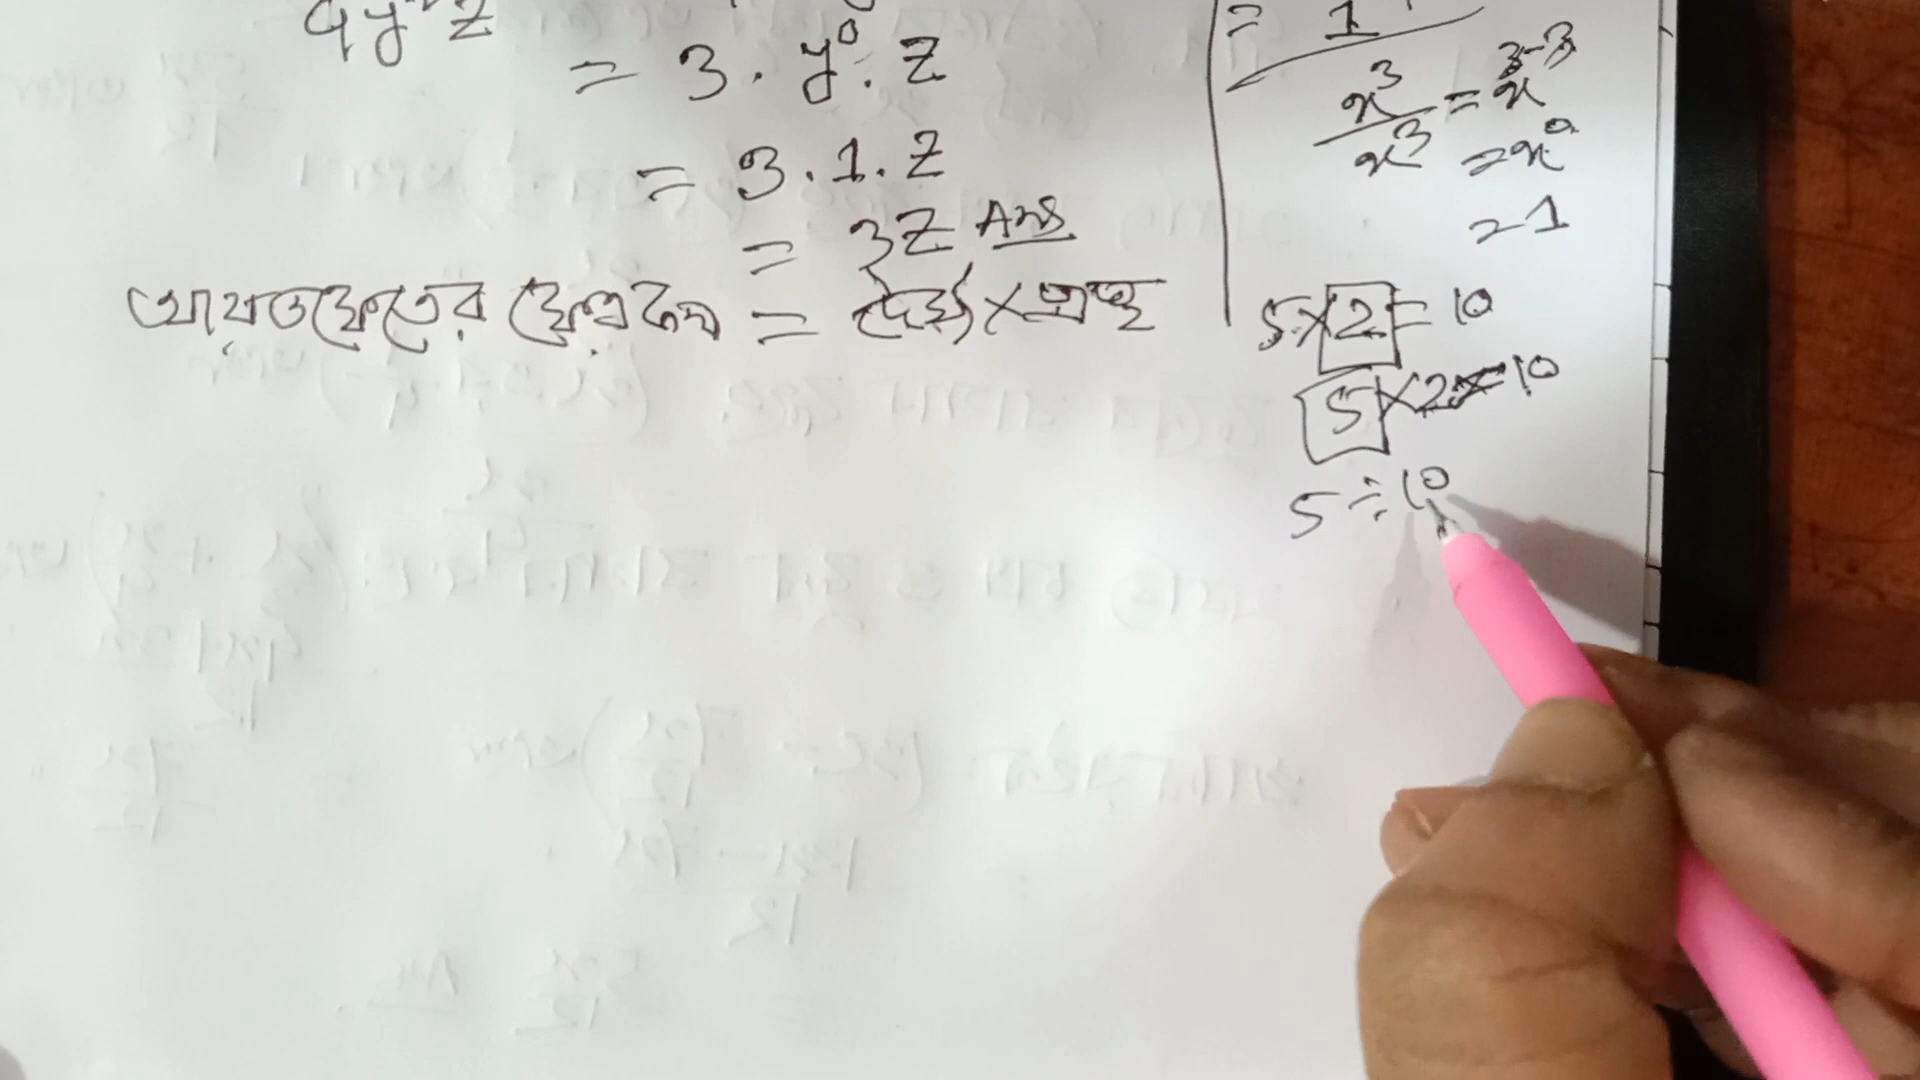 4y z
= 3 . y⁰ . z
= 3 . 1 . z
= 3z Ans
আয়তক্ষেত্রের ক্ষেত্রফল = দৈর্ঘ্য × প্রস্থ
= 1
x³/x³ = x³⁻³
= x⁰
= 1
5 × 2 = 10
5 × 2 = 10
5 = 10